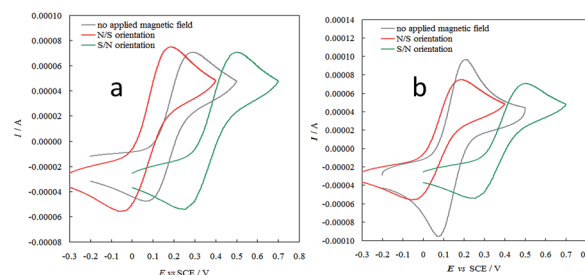 0.00010
0.00008
0.00006
0.00004
0.00002
0.00000
-0.00002
-0.00004
-0.00006
-0.00008
I / A
no applied magnetic field
N/S orientation
S/N orientation
a
-0.3 -0.2 -0.1 0 0.1 0.2 0.3 0.4 0.5 0.6 0.7 0.8
E vs SCE / V
0.00014
0.00012
0.00010
0.00008
0.00006
0.00004
0.00002
0.00000
-0.00002
-0.00004
-0.00006
-0.00008
-0.00010
I / A
no applied magnetic field
N/S orientation
S/N orientation
b
-0.3 -0.2 -0.1 0 0.1 0.2 0.3 0.4 0.5 0.6 0.7 0.8
E vs SCE / V